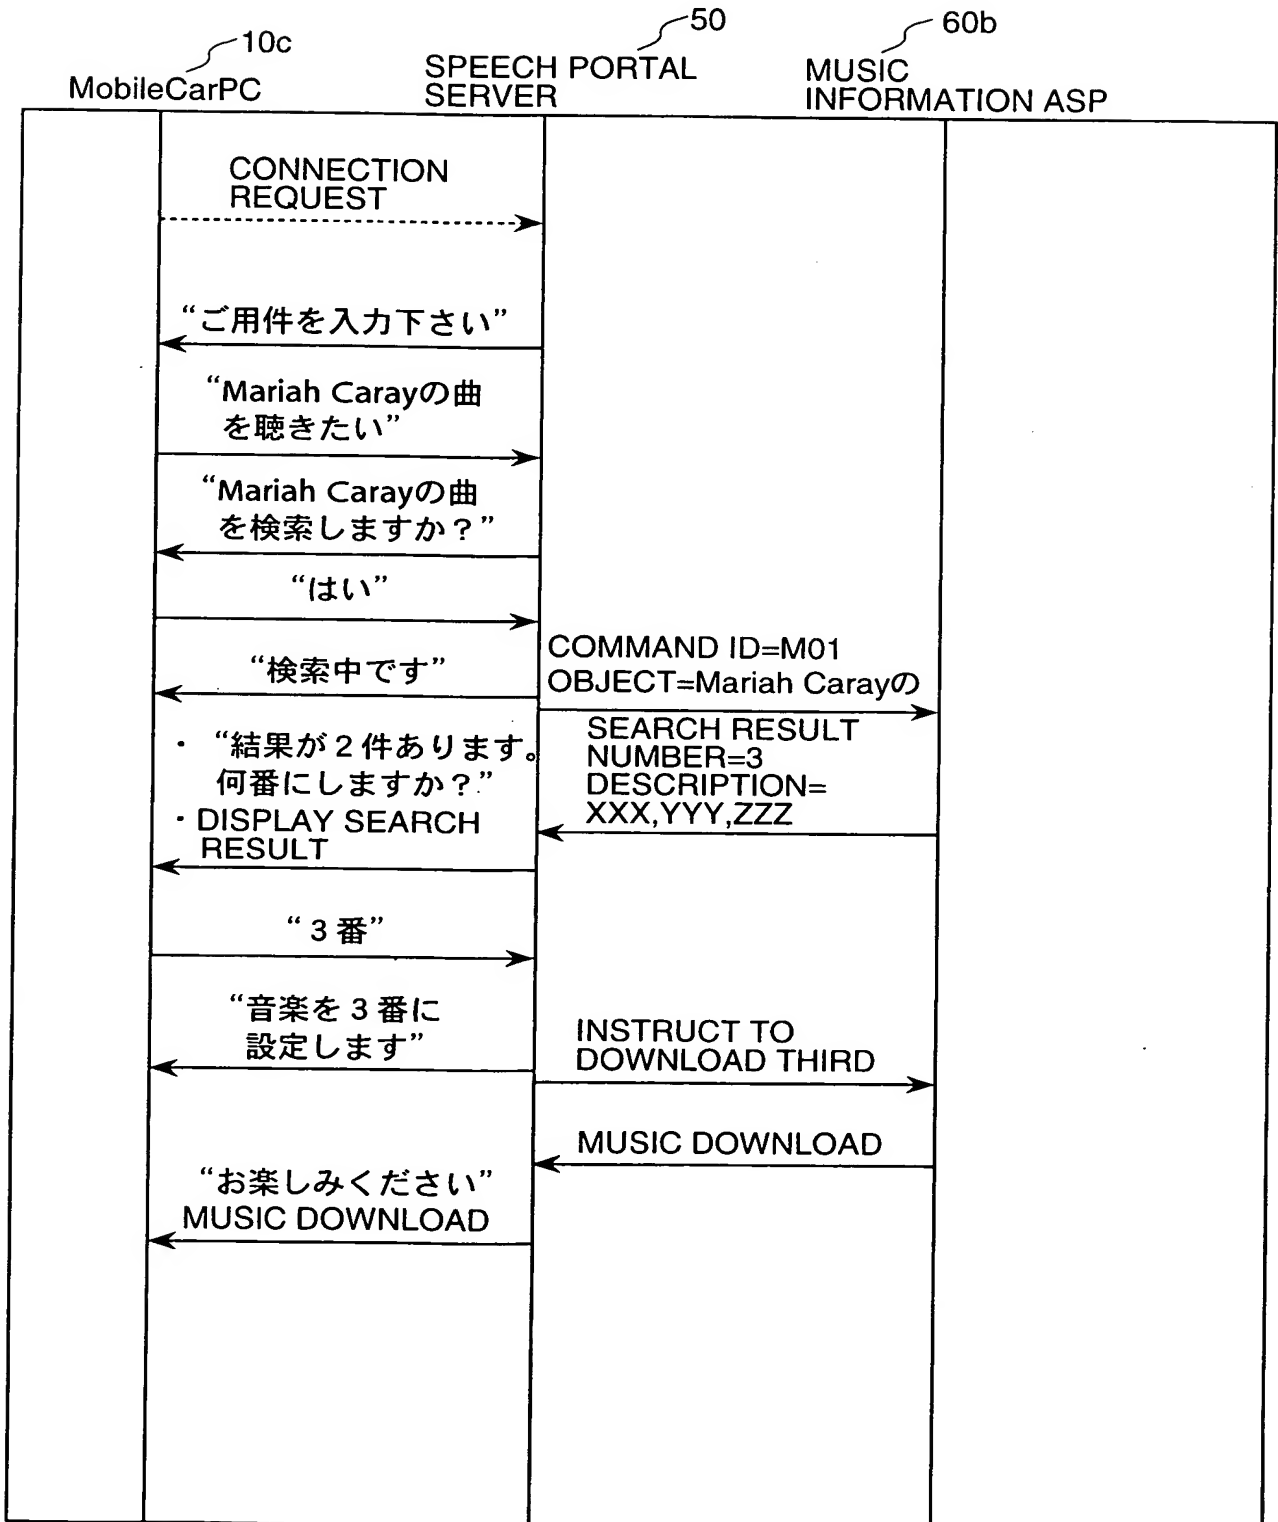 10c
50
60b
MobileCarPC
SPEECH PORTAL
SERVER
MUSIC
INFORMATION ASP
CONNECTION
REQUEST
“ご用件を入力下さい”
“Mariah Carayの曲
を聴きたい”
“Mariah Carayの曲
を検索しますか？”
“はい”
“検索中です”
COMMAND ID=M01
OBJECT=Mariah Carayの
SEARCH RESULT
NUMBER=3
DESCRIPTION=
XXX,YYY,ZZZ
・ “結果が２件あります。
何番にしますか？”
・DISPLAY SEARCH
RESULT
“３番”
“音楽を３番に
設定します”
INSTRUCT TO
DOWNLOAD THIRD
MUSIC DOWNLOAD
“お楽しみください”
MUSIC DOWNLOAD